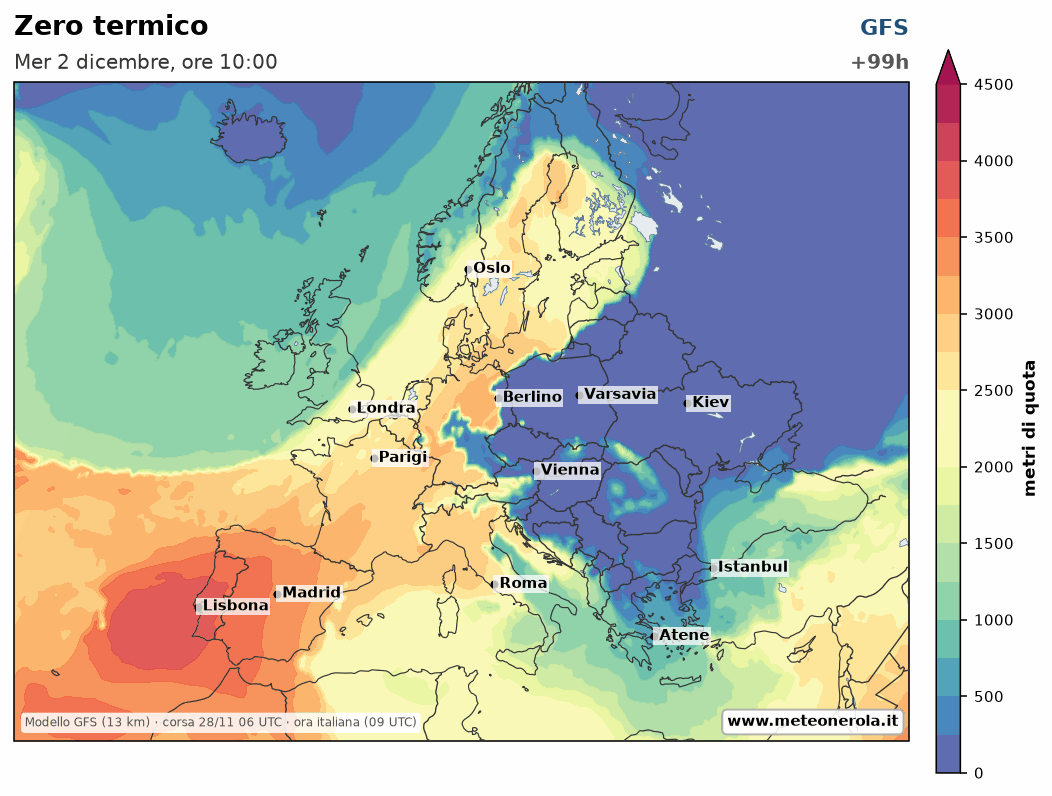 Zero termico
GFS
Mer 2 dicembre, ore 10:00
+99h
4500
4000
3500
3000
2500
2000
1500
1000
500
0
metri di quota
Oslo
Londra
Berlino
Varsavia
Kiev
Parigi
Vienna
Istanbul
Roma
Madrid
Lisbona
Atene
Modello GFS (13 km) · corsa 28/11 06 UTC · ora italiana (09 UTC)
www.meteonerola.it